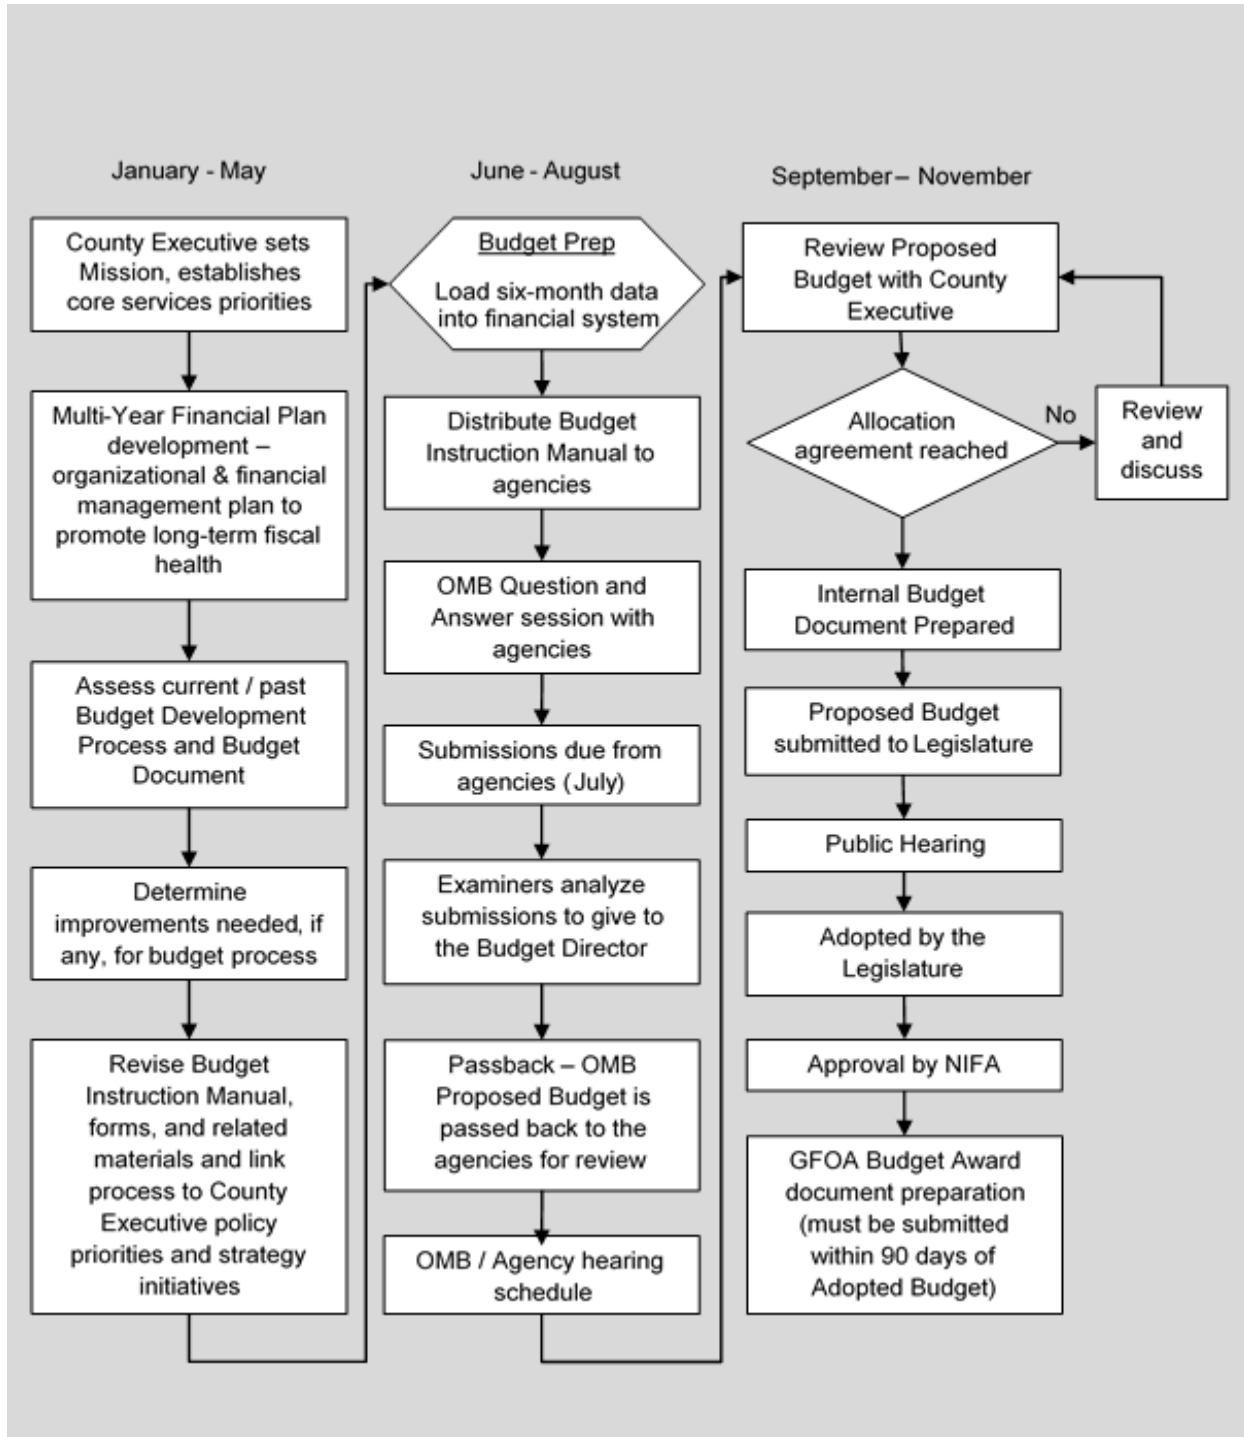 January - May
County Executive sets
Mission, establishes
core services priorities
Multi-Year Financial Plan
development –
organizational & financial
management plan to
promote long-term fiscal
health
Assess current / past
Budget Development
Process and Budget
Document
Determine
improvements needed, if
any, for budget process
Revise Budget
Instruction Manual,
forms, and related
materials and link
process to County
Executive policy
priorities and strategy
initiatives
June - August
Budget Prep
Load six-month data
into financial system
Distribute Budget
Instruction Manual to
agencies
OMB Question and
Answer session with
agencies
Submissions due from
agencies (July)
Examiners analyze
submissions to give to
the Budget Director
Passback – OMB
Proposed Budget is
passed back to the
agencies for review
OMB / Agency hearing
schedule
September – November
Review Proposed
Budget with County
Executive
Allocation
agreement reached
No
Review
and
discuss
Internal Budget
Document Prepared
Proposed Budget
submitted to Legislature
Public Hearing
Adopted by the
Legislature
Approval by NIFA
GFOA Budget Award
document preparation
(must be submitted
within 90 days of
Adopted Budget)